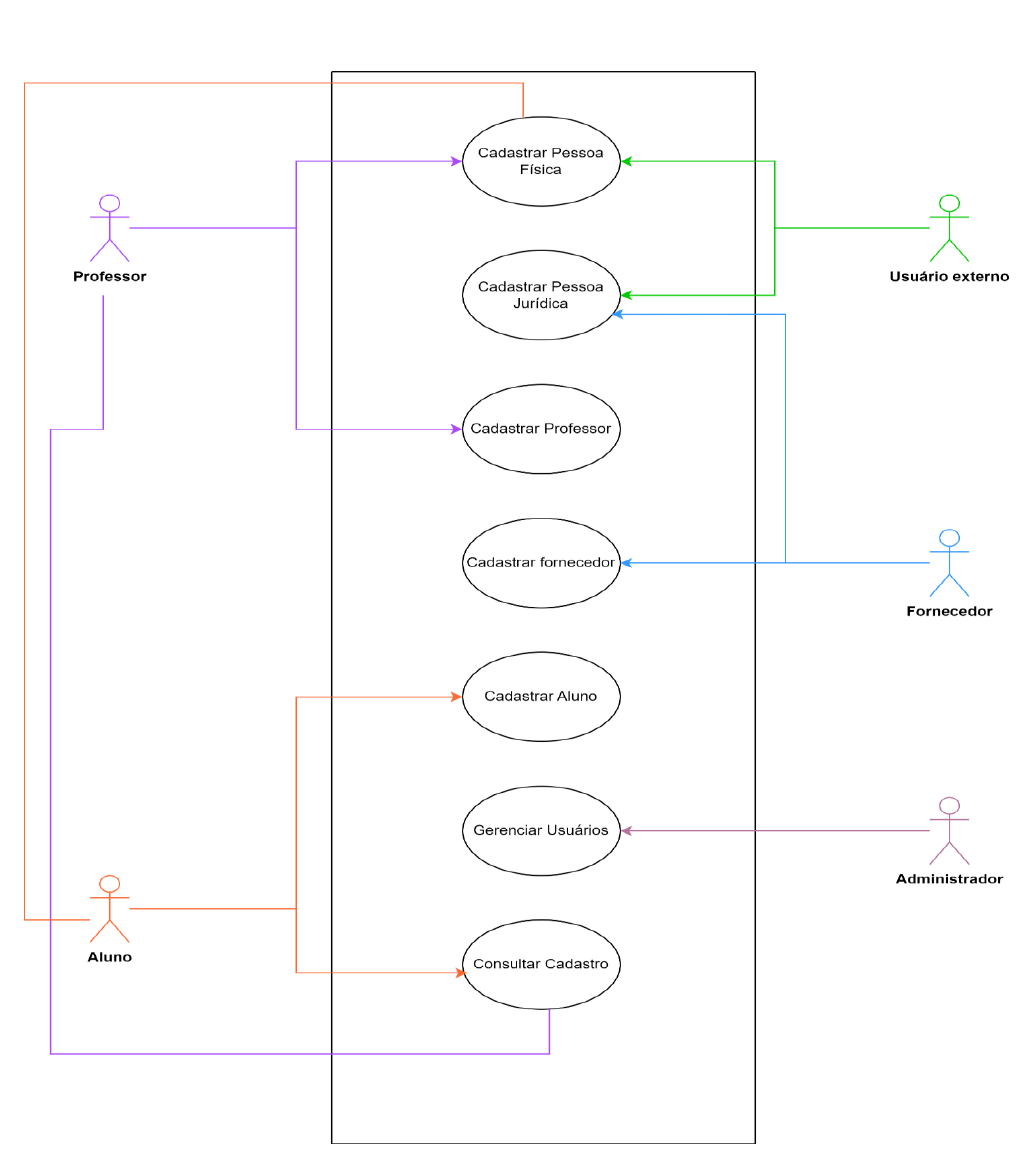 Cadastrar Pessoa
Física
Professor
Usuário externo
Cadastrar Pessoa
Jurídica
Cadastrar Professor
Cadastrar fornecedor
Fornecedor
Cadastrar Aluno
Gerenciar Usuários
Administrador
Aluno
Consultar Cadastro